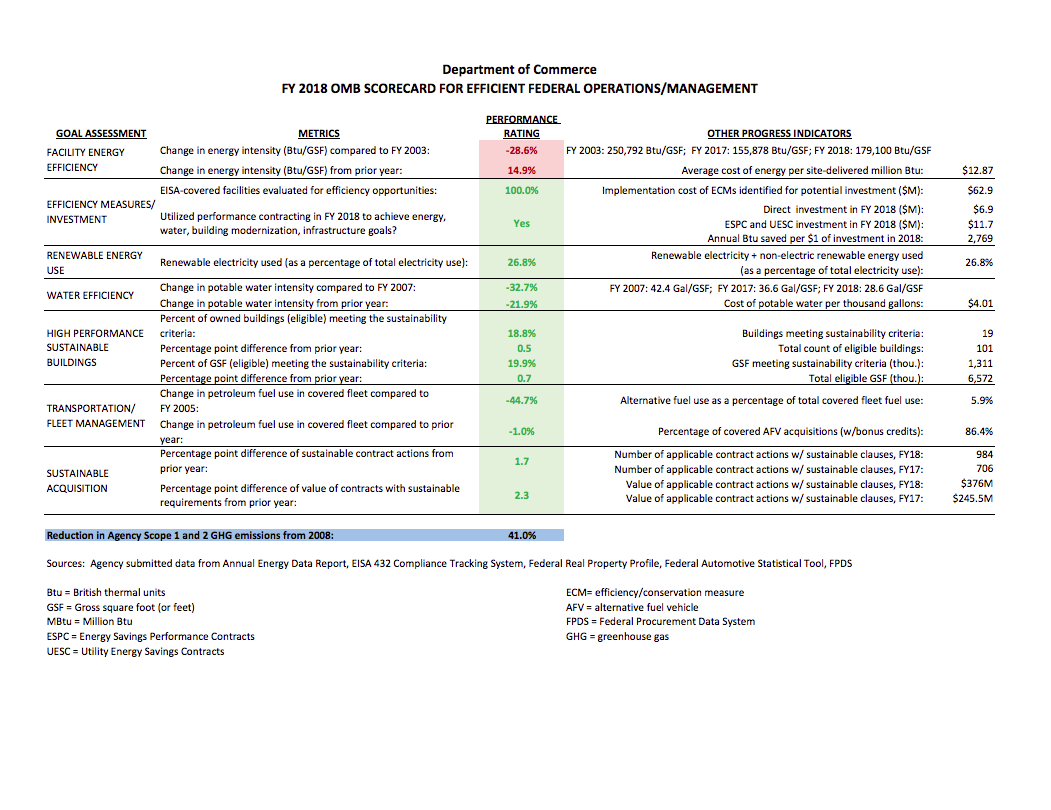 Department of Commerce
FY 2018 OMB SCORECARD FOR EFFICIENT FEDERAL OPERATIONS/MANAGEMENT
PERFORMANCE
GOAL ASSESSMENT METRICS RATING OTHER PROGRESS INDICATORS
FACILITY ENERGY
EFFICIENCY
Change in energy intensity (Btu/GSF) compared to FY 2003: -28.6% FY 2003: 250,792 Btu/GSF; FY 2017: 155,878 Btu/GSF; FY 2018: 179,100 Btu/GSF
Change in energy intensity (Btu/GSF) from prior year: 14.9% Average cost of energy per site-delivered million Btu: $12.87
EFFICIENCY MEASURES/
INVESTMENT
EISA-covered facilities evaluated for efficiency opportunities: 100.0% Implementation cost of ECMs identified for potential investment ($M): $62.9
Utilized performance contracting in FY 2018 to achieve energy,
water, building modernization, infrastructure goals?
Yes
Direct investment in FY 2018 ($M): $6.9
ESPC and UESC investment in FY 2018 ($M): $11.7
Annual Btu saved per $1 of investment in 2018: 2,769
RENEWABLE ENERGY
USE
Renewable electricity used (as a percentage of total electricity use): 26.8%
Renewable electricity + non-electric renewable energy used
(as a percentage of total electricity use): 26.8%
WATER EFFICIENCY
Change in potable water intensity compared to FY 2007: -32.7% FY 2007: 42.4 Gal/GSF; FY 2017: 36.6 Gal/GSF; FY 2018: 28.6 Gal/GSF
Change in potable water intensity from prior year: -21.9% Cost of potable water per thousand gallons: $4.01
HIGH PERFORMANCE
SUSTAINABLE
BUILDINGS
Percent of owned buildings (eligible) meeting the sustainability
criteria: 18.8% Buildings meeting sustainability criteria: 19
Percentage point difference from prior year: 0.5 Total count of eligible buildings: 101
Percent of GSF (eligible) meeting the sustainability criteria: 19.9% GSF meeting sustainability criteria (thou.): 1,311
Percentage point difference from prior year: 0.7 Total eligible GSF (thou.): 6,572
TRANSPORTATION/
FLEET MANAGEMENT
Change in petroleum fuel use in covered fleet compared to
FY 2005:
-44.7% Alternative fuel use as a percentage of total covered fleet fuel use: 5.9%
Change in petroleum fuel use in covered fleet compared to prior
year:
-1.0% Percentage of covered AFV acquisitions (w/bonus credits): 86.4%
SUSTAINABLE
ACQUISITION
Percentage point difference of sustainable contract actions from
prior year:
1.7
Number of applicable contract actions w/ sustainable clauses, FY18: 984
Number of applicable contract actions w/ sustainable clauses, FY17: 706
Percentage point difference of value of contracts with sustainable
requirements from prior year:
2.3
Value of applicable contract actions w/ sustainable clauses, FY18: $376M
Value of applicable contract actions w/ sustainable clauses, FY17: $245.5M
Reduction in Agency Scope 1 and 2 GHG emissions from 2008: 41.0%
Sources: Agency submitted data from Annual Energy Data Report, EISA 432 Compliance Tracking System, Federal Real Property Profile, Federal Automotive Statistical Tool, FPDS
Btu = British thermal units
GSF = Gross square foot (or feet)
MBtu = Million Btu
ESPC = Energy Savings Performance Contracts
UESC = Utility Energy Savings Contracts
ECM= efficiency/conservation measure
AFV = alternative fuel vehicle
FPDS = Federal Procurement Data System
GHG = greenhouse gas